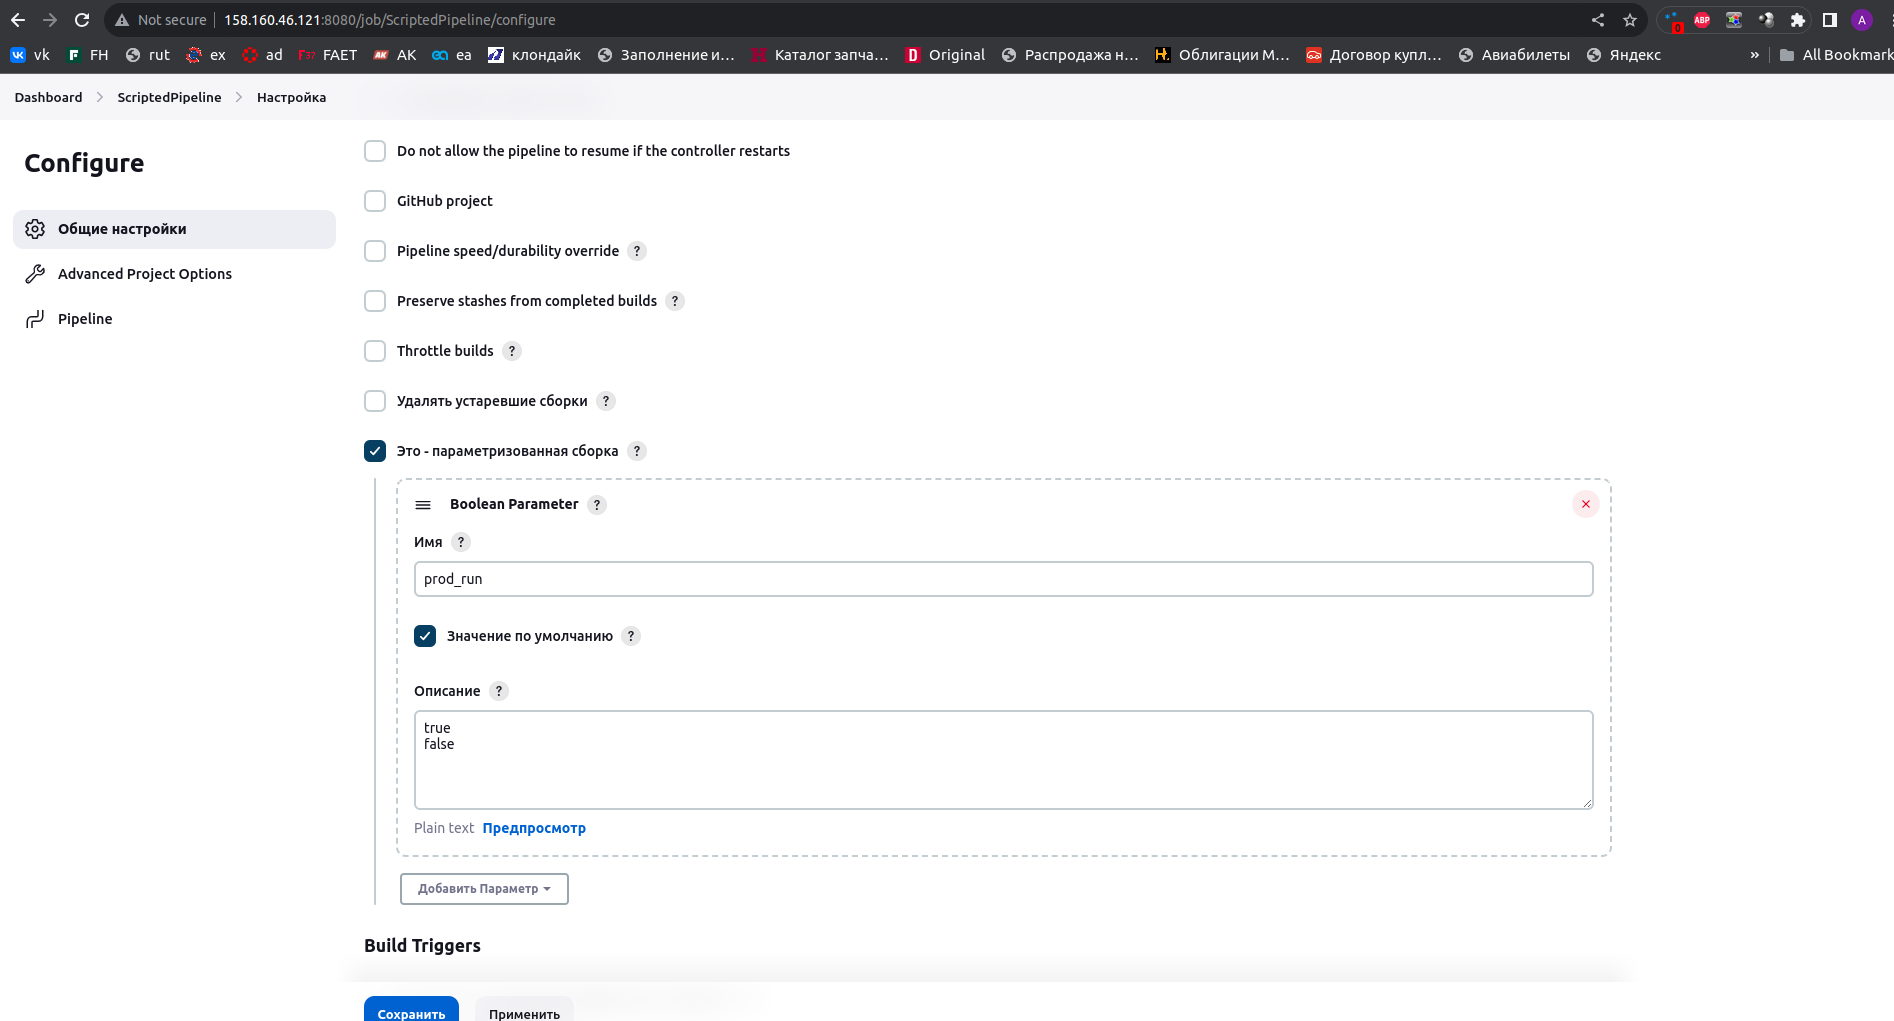 Not secure 158.160.46.121:8080/job/ScriptedPipeline/configure ABP A
vk FH rut ex ad FAET AK ea клондайк Заполнение и… Каталог запча… Original Распродажа н… Облигации М… Договор купл… Авиабилеты Яндекс » All Bookmark
Dashboard ScriptedPipeline Настройка
Configure
Общие настройки
Advanced Project Options
Pipeline
Do not allow the pipeline to resume if the controller restarts
GitHub project
Pipeline speed/durability override ?
Preserve stashes from completed builds ?
Throttle builds ?
Удалять устаревшие сборки ?
Это - параметризованная сборка ?
Boolean Parameter ?
Имя ?
prod_run
Значение по умолчанию ?
Описание ?
true
false
Plain text Предпросмотр
Добавить Параметр
Build Triggers
Сохранить Применить